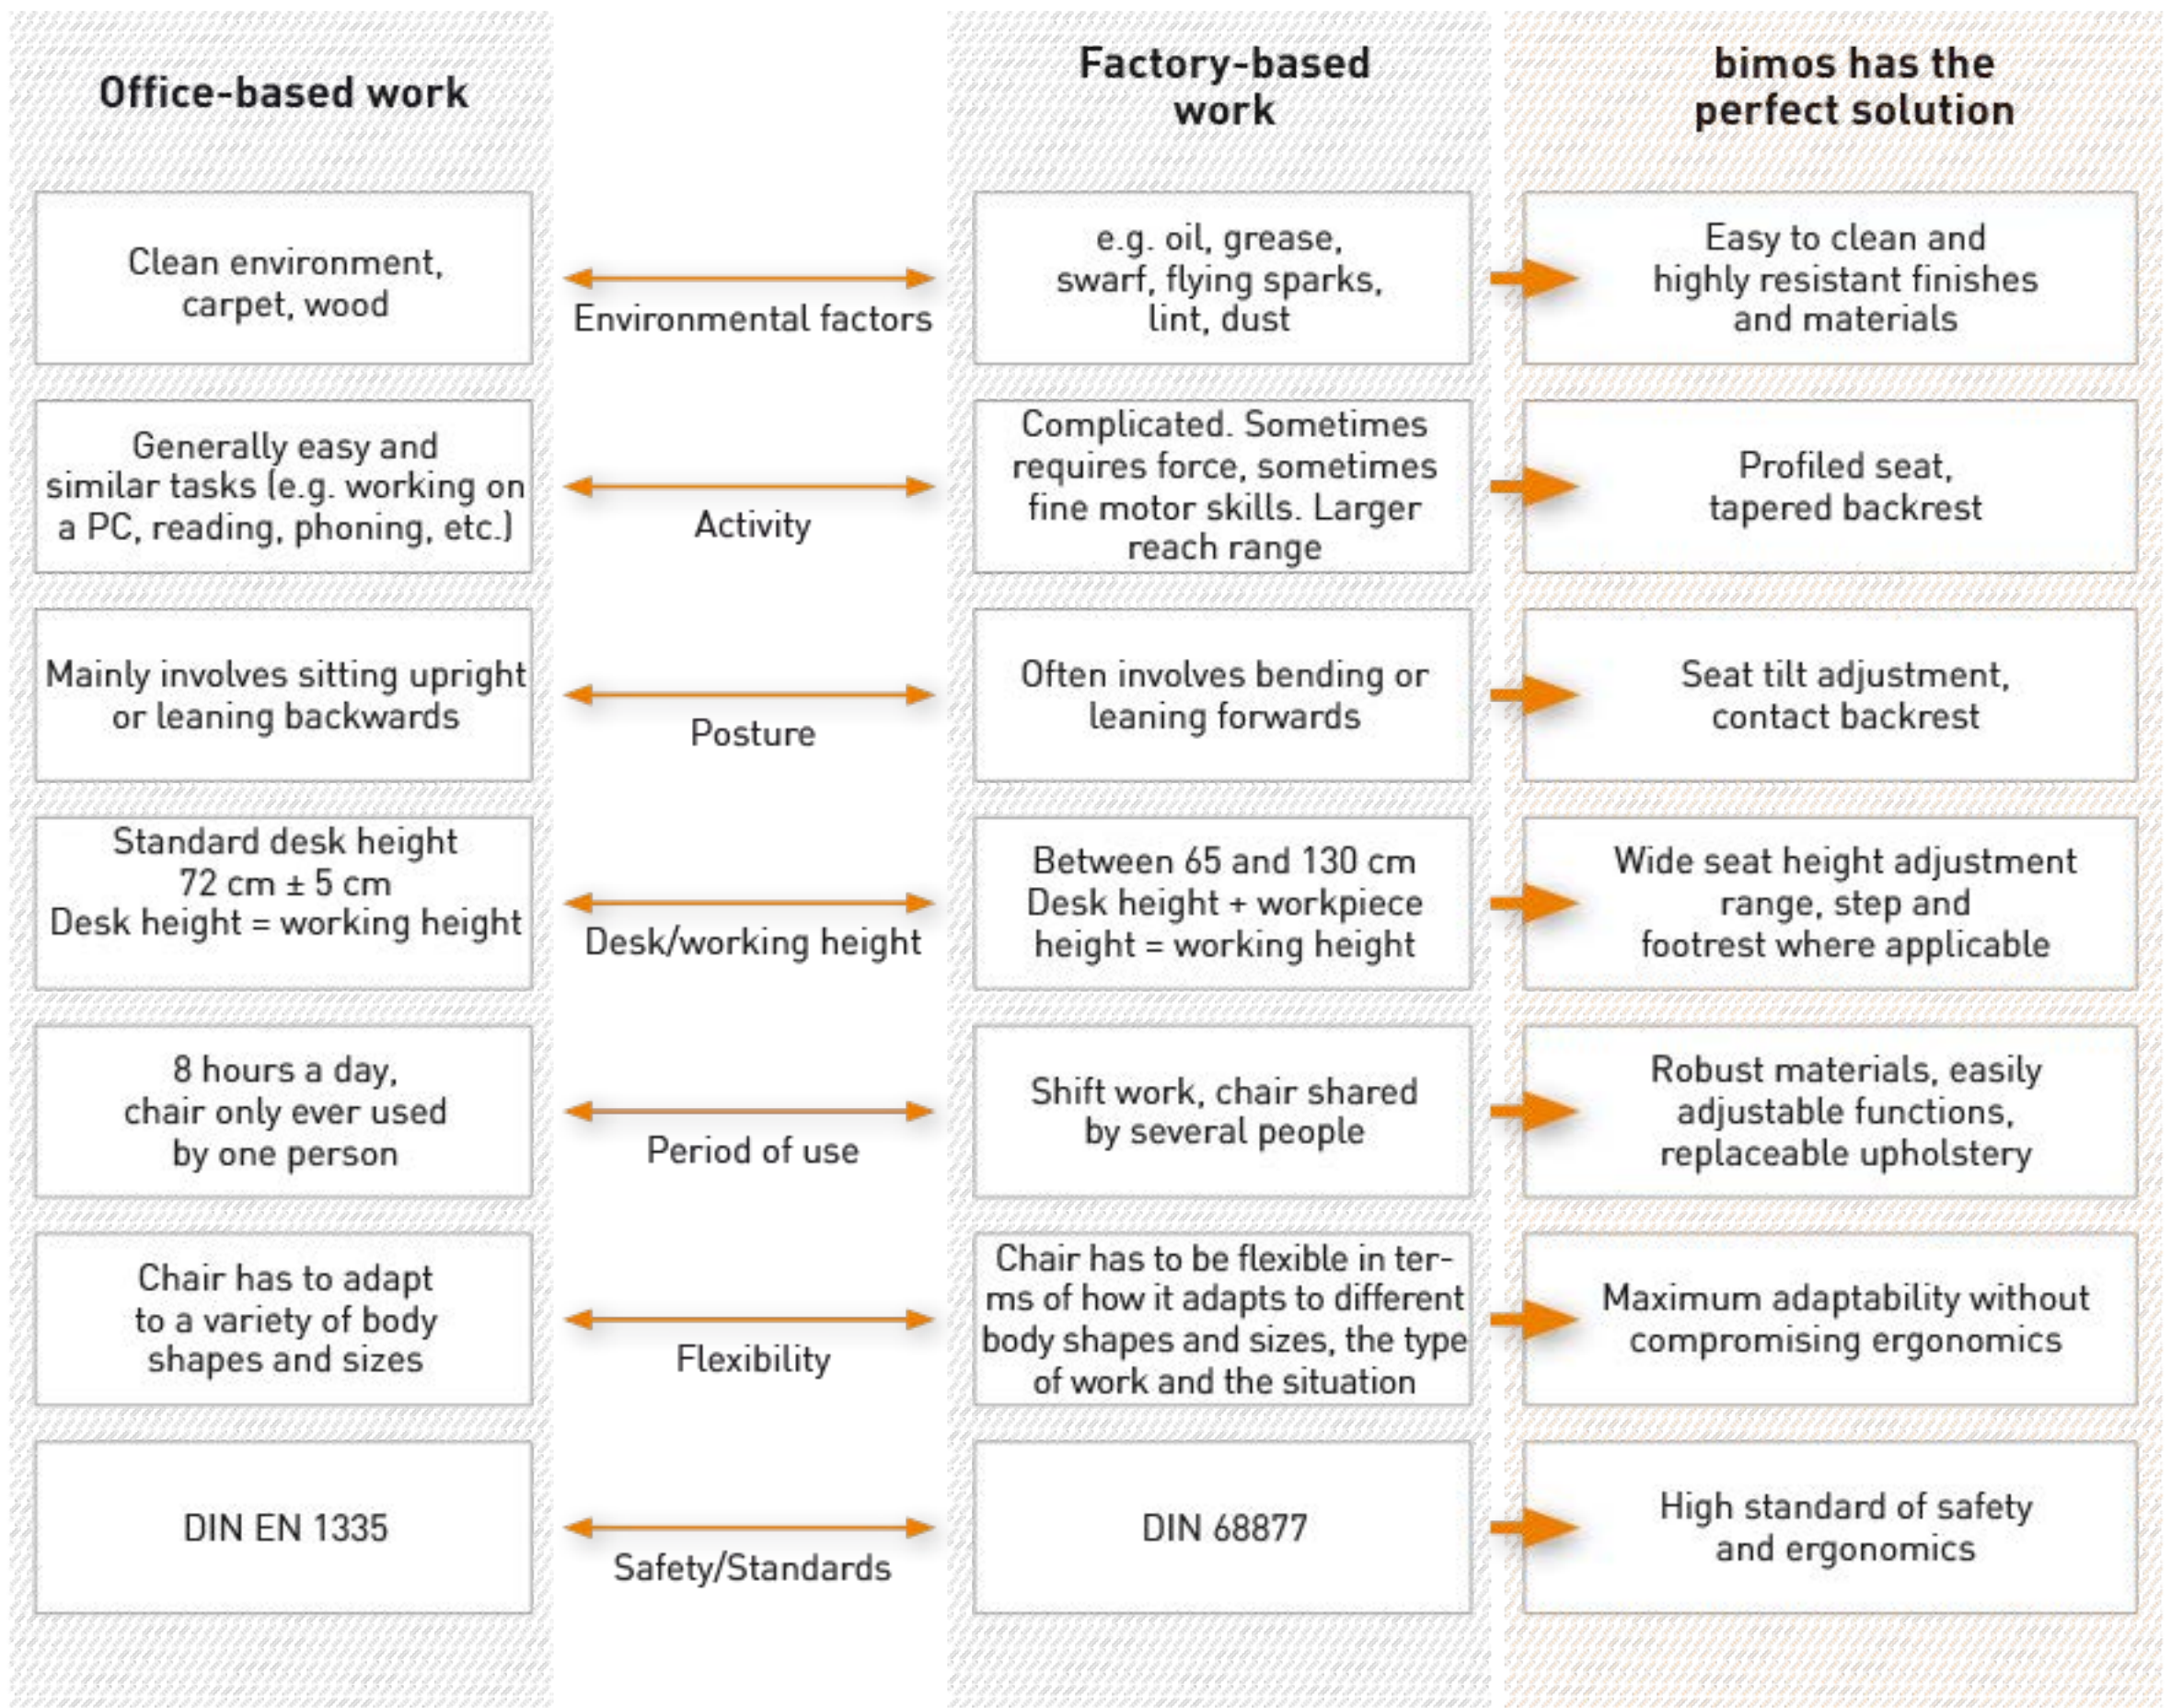 Office-based work
Factory-based
work
bimos has the
perfect solution
Clean environment,
carpet, wood
Environmental factors
e.g. oil, grease,
swarf, flying sparks,
lint, dust
Easy to clean and
highly resistant finishes
and materials
Generally easy and
similar tasks (e.g. working on
a PC, reading, phoning, etc.)
Activity
Complicated. Sometimes
requires force, sometimes
fine motor skills. Larger
reach range
Profiled seat,
tapered backrest
Mainly involves sitting upright
or leaning backwards
Posture
Often involves bending or
leaning forwards
Seat tilt adjustment,
contact backrest
Standard desk height
72 cm ± 5 cm
Desk height = working height
Desk/working height
Between 65 and 130 cm
Desk height + workpiece
height = working height
Wide seat height adjustment
range, step and
footrest where applicable
8 hours a day,
chair only ever used
by one person
Period of use
Shift work, chair shared
by several people
Robust materials, easily
adjustable functions,
replaceable upholstery
Chair has to adapt
to a variety of body
shapes and sizes
Flexibility
Chair has to be flexible in ter-
ms of how it adapts to different
body shapes and sizes, the type
of work and the situation
Maximum adaptability without
compromising ergonomics
DIN EN 1335
Safety/Standards
DIN 68877
High standard of safety
and ergonomics